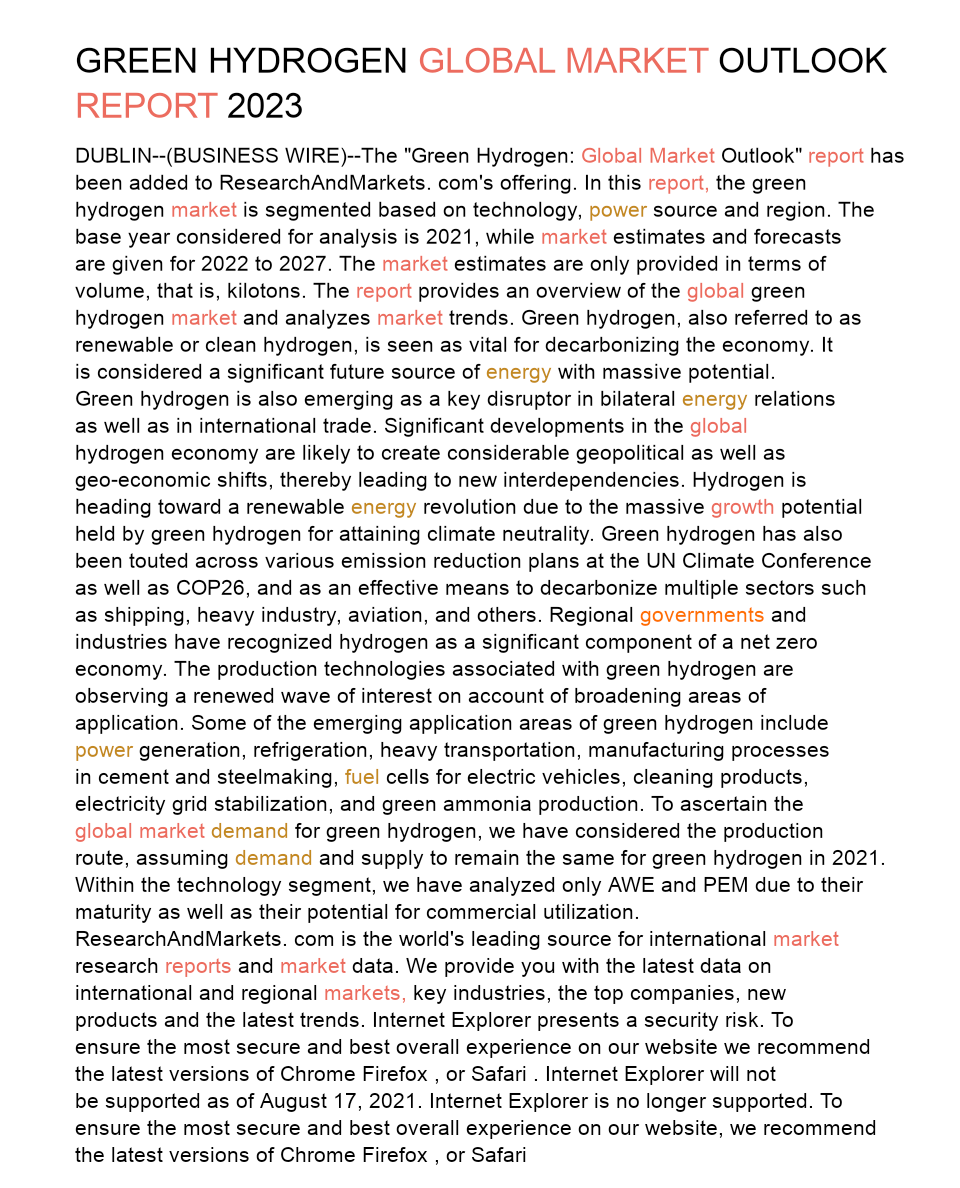 GREEN HYDROGEN GLOBAL MARKET OUTLOOK
REPORT 2023
DUBLIN--(BUSINESS WIRE)--The "Green Hydrogen: Global Market Outlook" report has
been added to ResearchAndMarkets. com's offering. In this report, the green
hydrogen market is segmented based on technology, power source and region. The
base year considered for analysis is 2021, while market estimates and forecasts
are given for 2022 to 2027. The market estimates are only provided in terms of
volume, that is, kilotons. The report provides an overview of the global green
hydrogen market and analyzes market trends. Green hydrogen, also referred to as
renewable or clean hydrogen, is seen as vital for decarbonizing the economy. It
is considered a significant future source of energy with massive potential.
Green hydrogen is also emerging as a key disruptor in bilateral energy relations
as well as in international trade. Significant developments in the global
hydrogen economy are likely to create considerable geopolitical as well as
geo-economic shifts, thereby leading to new interdependencies. Hydrogen is
heading toward a renewable energy revolution due to the massive growth potential
held by green hydrogen for attaining climate neutrality. Green hydrogen has also
been touted across various emission reduction plans at the UN Climate Conference
as well as COP26, and as an effective means to decarbonize multiple sectors such
as shipping, heavy industry, aviation, and others. Regional governments and
industries have recognized hydrogen as a significant component of a net zero
economy. The production technologies associated with green hydrogen are
observing a renewed wave of interest on account of broadening areas of
application. Some of the emerging application areas of green hydrogen include
power generation, refrigeration, heavy transportation, manufacturing processes
in cement and steelmaking, fuel cells for electric vehicles, cleaning products,
electricity grid stabilization, and green ammonia production. To ascertain the
global market demand for green hydrogen, we have considered the production
route, assuming demand and supply to remain the same for green hydrogen in 2021.
Within the technology segment, we have analyzed only AWE and PEM due to their
maturity as well as their potential for commercial utilization.
ResearchAndMarkets. com is the world's leading source for international market
research reports and market data. We provide you with the latest data on
international and regional markets, key industries, the top companies, new
products and the latest trends. Internet Explorer presents a security risk. To
ensure the most secure and best overall experience on our website we recommend
the latest versions of Chrome Firefox , or Safari . Internet Explorer will not
be supported as of August 17, 2021. Internet Explorer is no longer supported. To
ensure the most secure and best overall experience on our website, we recommend
the latest versions of Chrome Firefox , or Safari